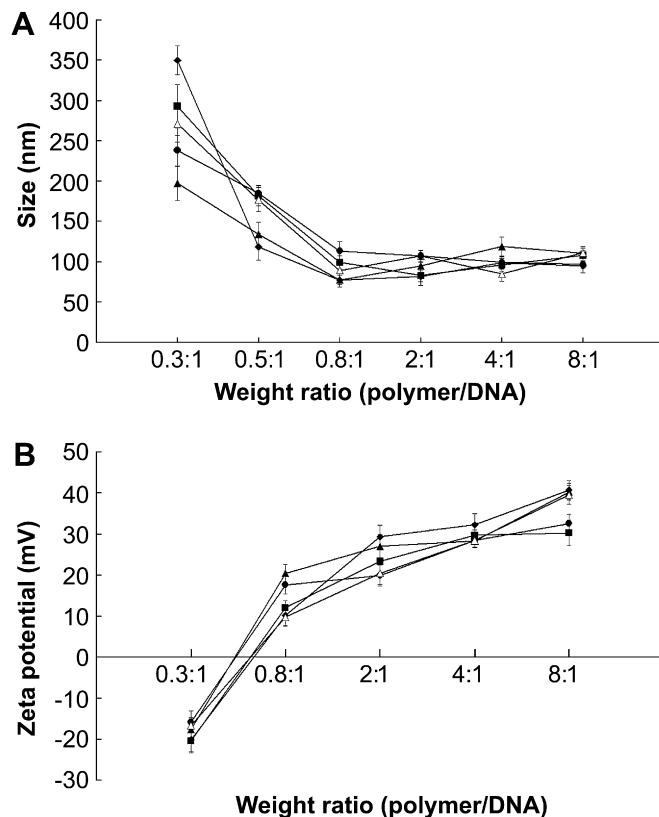 A
400
350
300
250
200
150
100
50
0
Size (nm)
0.3:1 0.5:1 0.8:1 2:1 4:1 8:1
Weight ratio (polymer/DNA)
B
50
40
30
20
10
0
-10
-20
-30
Zeta potential (mV)
0.3:1 0.8:1 2:1 4:1 8:1
Weight ratio (polymer/DNA)